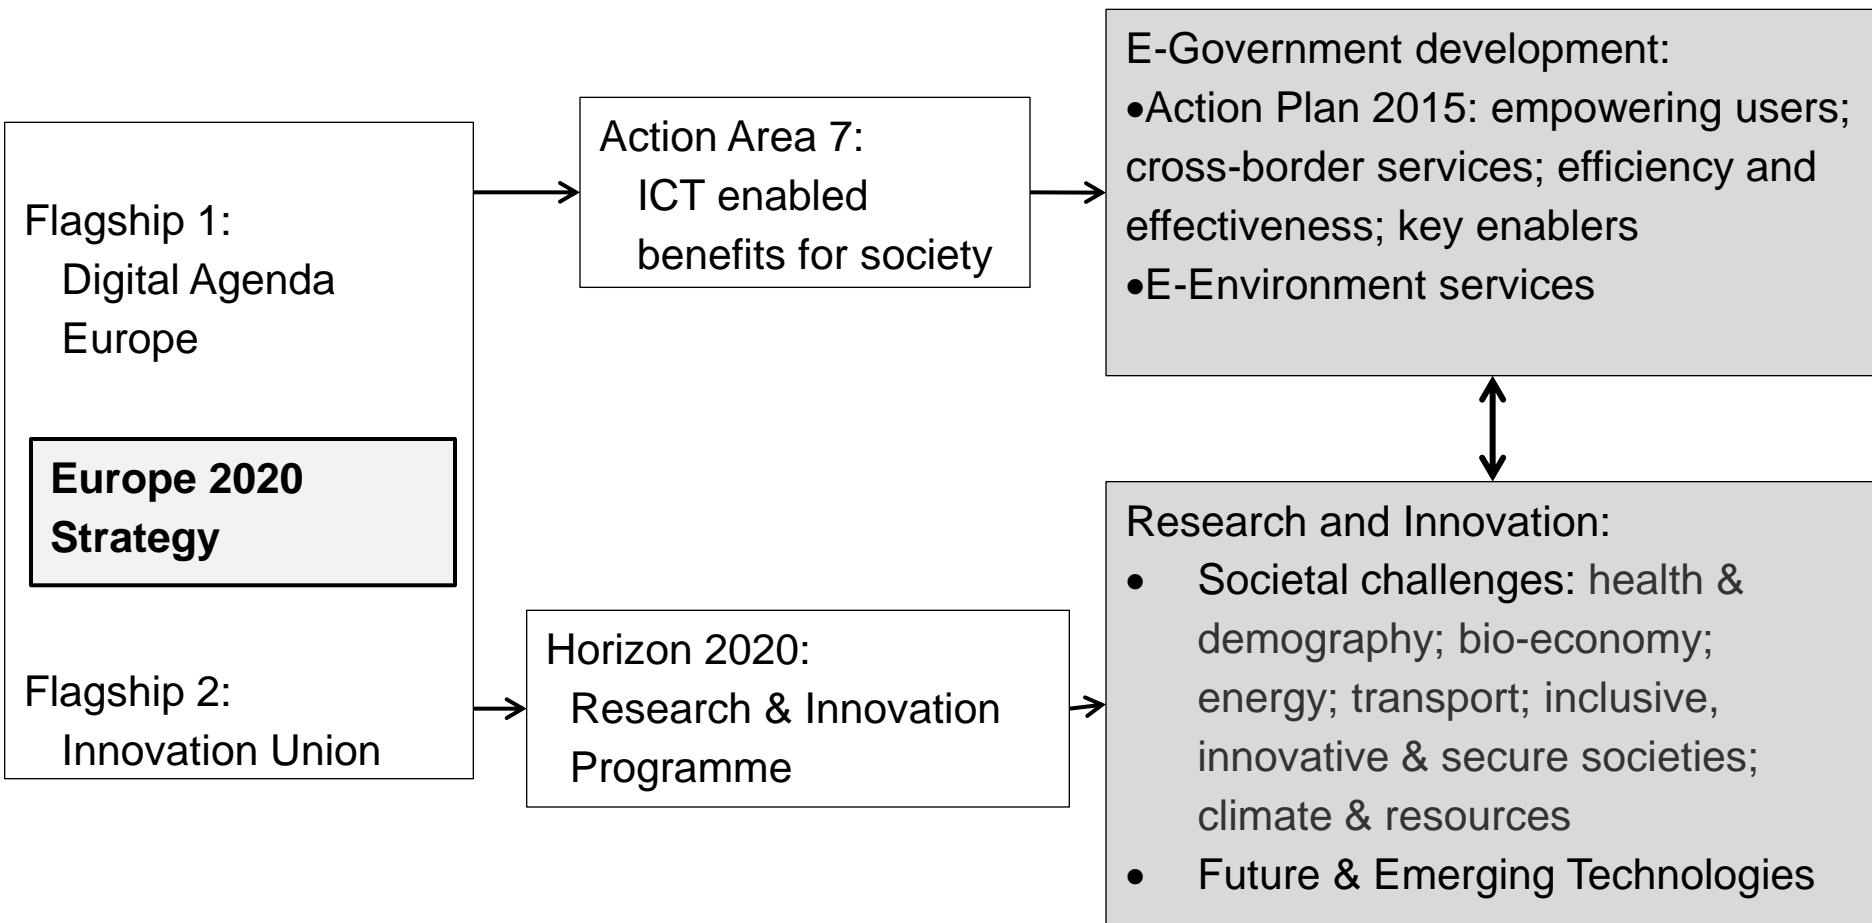 Flagship 1:
Digital Agenda
Europe
Europe 2020
Strategy
Flagship 2:
Innovation Union
Action Area 7:
ICT enabled
benefits for society
Horizon 2020:
Research & Innovation
Programme
E-Government development:
•Action Plan 2015: empowering users;
cross-border services; efficiency and
effectiveness; key enablers
•E-Environment services
Research and Innovation:
• Societal challenges: health &
demography; bio-economy;
energy; transport; inclusive,
innovative & secure societies;
climate & resources
• Future & Emerging Technologies